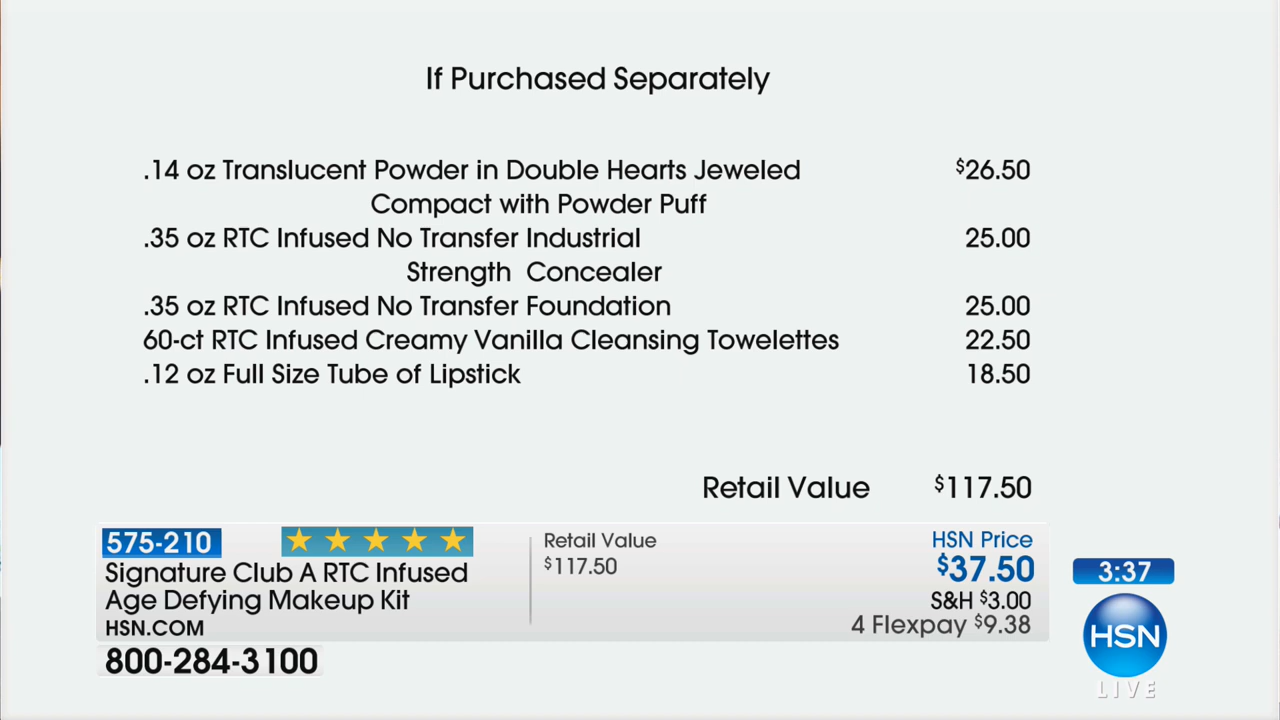 If Purchased Separately
.14 oz Translucent Powder in Double Hearts Jeweled $26.50
Compact with Powder Puff
.35 oz RTC Infused No Transfer Industrial 25.00
Strength Concealer
.35 oz RTC Infused No Transfer Foundation 25.00
60-ct RTC Infused Creamy Vanilla Cleansing Towelettes 22.50
.12 oz Full Size Tube of Lipstick 18.50
Retail Value $117.50
575-210
Signature Club A RTC Infused
Age Defying Makeup Kit
HSN.COM
800-284-3100
Retail Value
$117.50
HSN Price
$37.50
S&H $3.00
4 Flexpay $9.38
3:37
HSN
LIVE